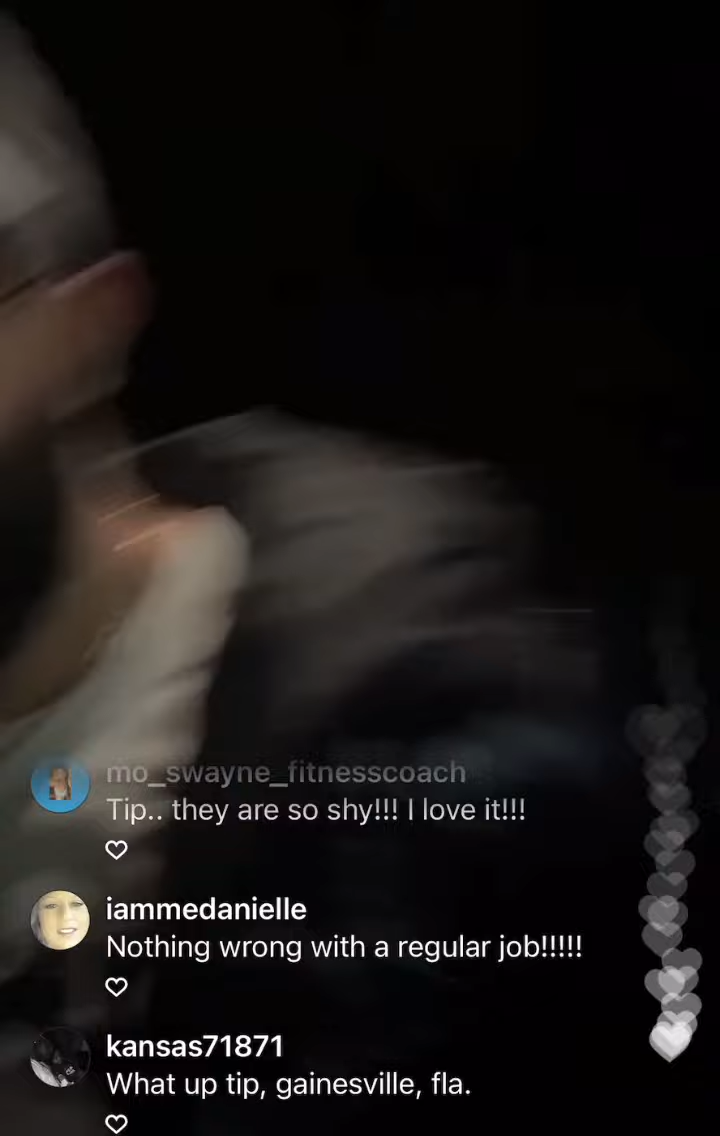 mo_swayne_fitnesscoach
Tip.. they are so shy!!! I love it!!!
iammedanielle
Nothing wrong with a regular job!!!!!
kansas71871
What up tip, gainesville, fla.